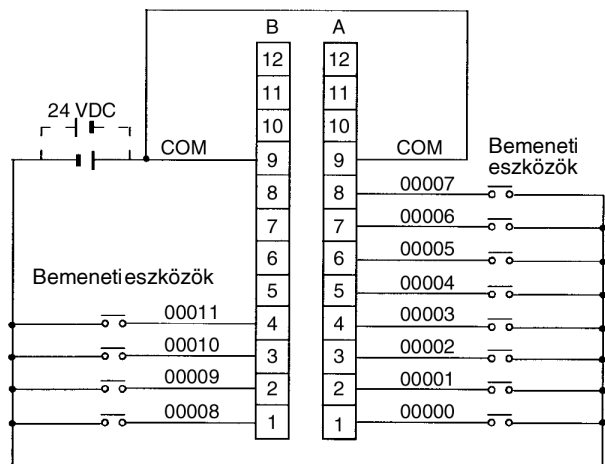 B A
12 12
11 11
10 10
24 VDC
COM 9 9 COM
Bemeneti
eszközök
8 8 00007
7 7 00006
6 6 00005
Bemeneti eszközök
5 5 00004
00011 4 4 00003
00010 3 3 00002
00009 2 2 00001
00008 1 1 00000